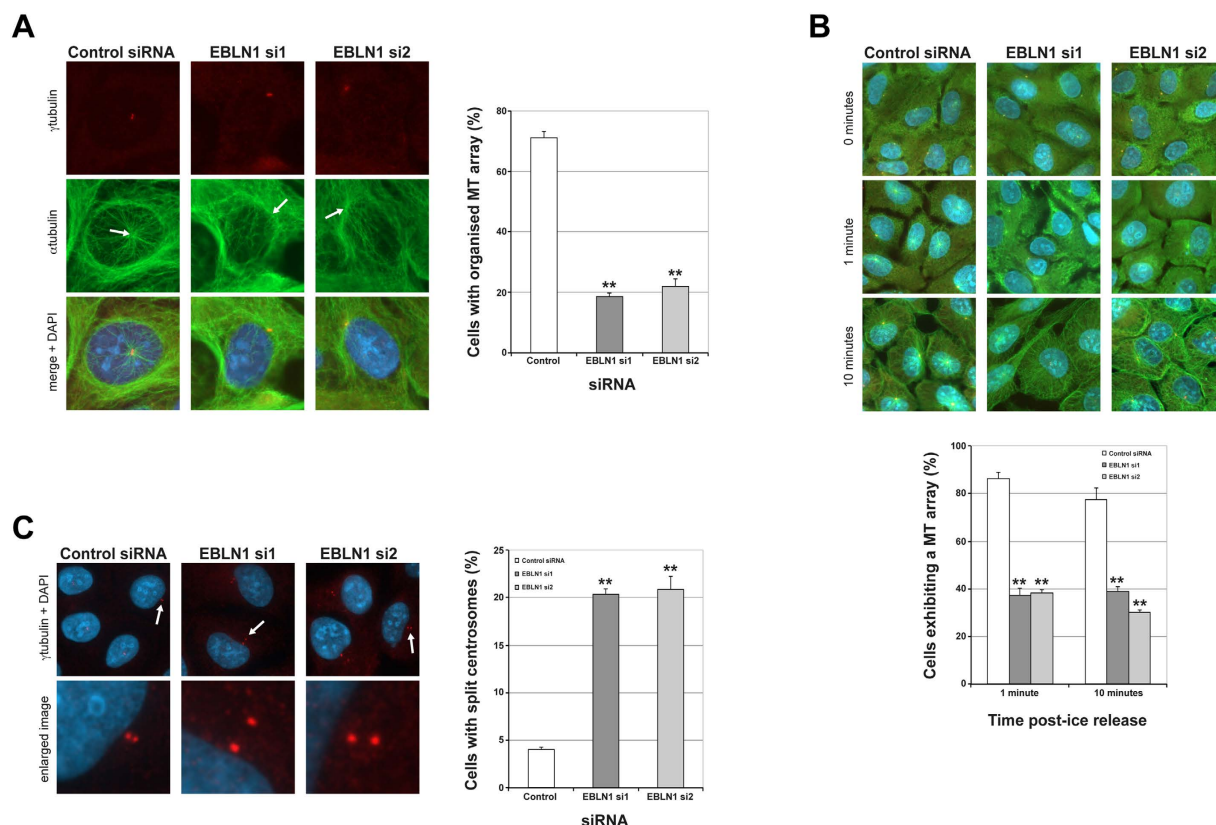 A
Control siRNA EBLN1 si1 EBLN1 si2
γtubulin
αtubulin
merge + DAPI
Cells with organised MT array (%)
80
60
40
20
0
**
**
Control EBLN1 si1 EBLN1 si2
siRNA
B
Control siRNA EBLN1 si1 EBLN1 si2
0 minutes
1 minute
10 minutes
Cells exhibiting a MT array (%)
100
80
60
40
20
0
Control siRNA
EBLN1 si1
EBLN1 si2
** **
**
**
1 minute 10 minutes
Time post-ice release
C
Control siRNA EBLN1 si1 EBLN1 si2
γtubulin + DAPI
enlarged image
Cells with split centrosomes (%)
25
20
15
10
5
0
Control siRNA
EBLN1 si1
EBLN1 si2
**
**
Control EBLN1 si1 EBLN1 si2
siRNA